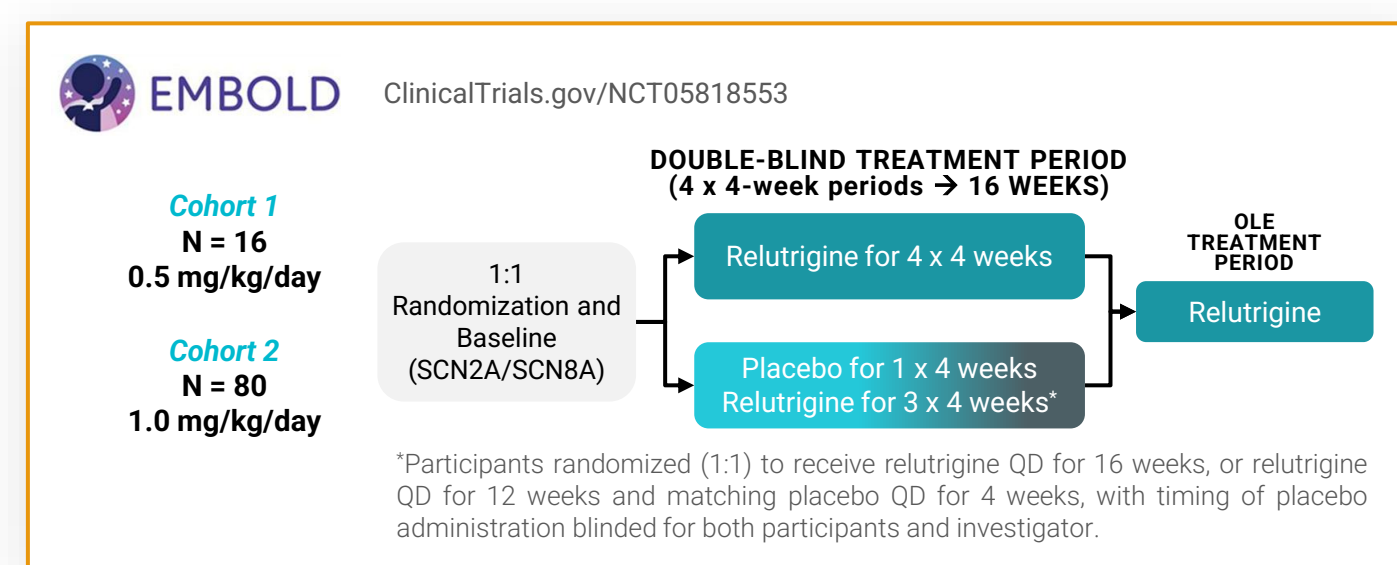 EMBOLD
ClinicalTrials.gov/NCT05818553
Cohort 1
N = 16
0.5 mg/kg/day
Cohort 2
N = 80
1.0 mg/kg/day
1:1
Randomization and
Baseline
(SCN2A/SCN8A)
DOUBLE-BLIND TREATMENT PERIOD
(4 x 4-week periods → 16 WEEKS)
Relutrigine for 4 x 4 weeks
Placebo for 1 x 4 weeks
Relutrigine for 3 x 4 weeks*
OLE
TREATMENT
PERIOD
Relutrigine
*Participants randomized (1:1) to receive relutrigine QD for 16 weeks, or relutrigine
QD for 12 weeks and matching placebo QD for 4 weeks, with timing of placebo
administration blinded for both participants and investigator.